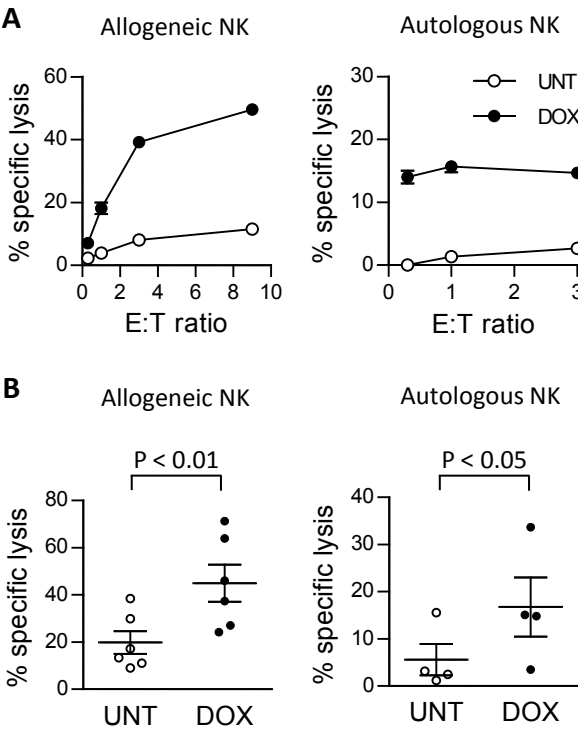 A
Allogeneic NK
Autologous NK
% specific lysis
60
40
20
0
0 2 4 6 8 10
E:T ratio
% specific lysis
30
20
10
0
0 1 2 3
E:T ratio
UNT
DOX
B
Allogeneic NK
Autologous NK
P < 0.01
P < 0.05
% specific lysis
80
60
40
20
0
UNT DOX
% specific lysis
40
30
20
10
0
UNT DOX